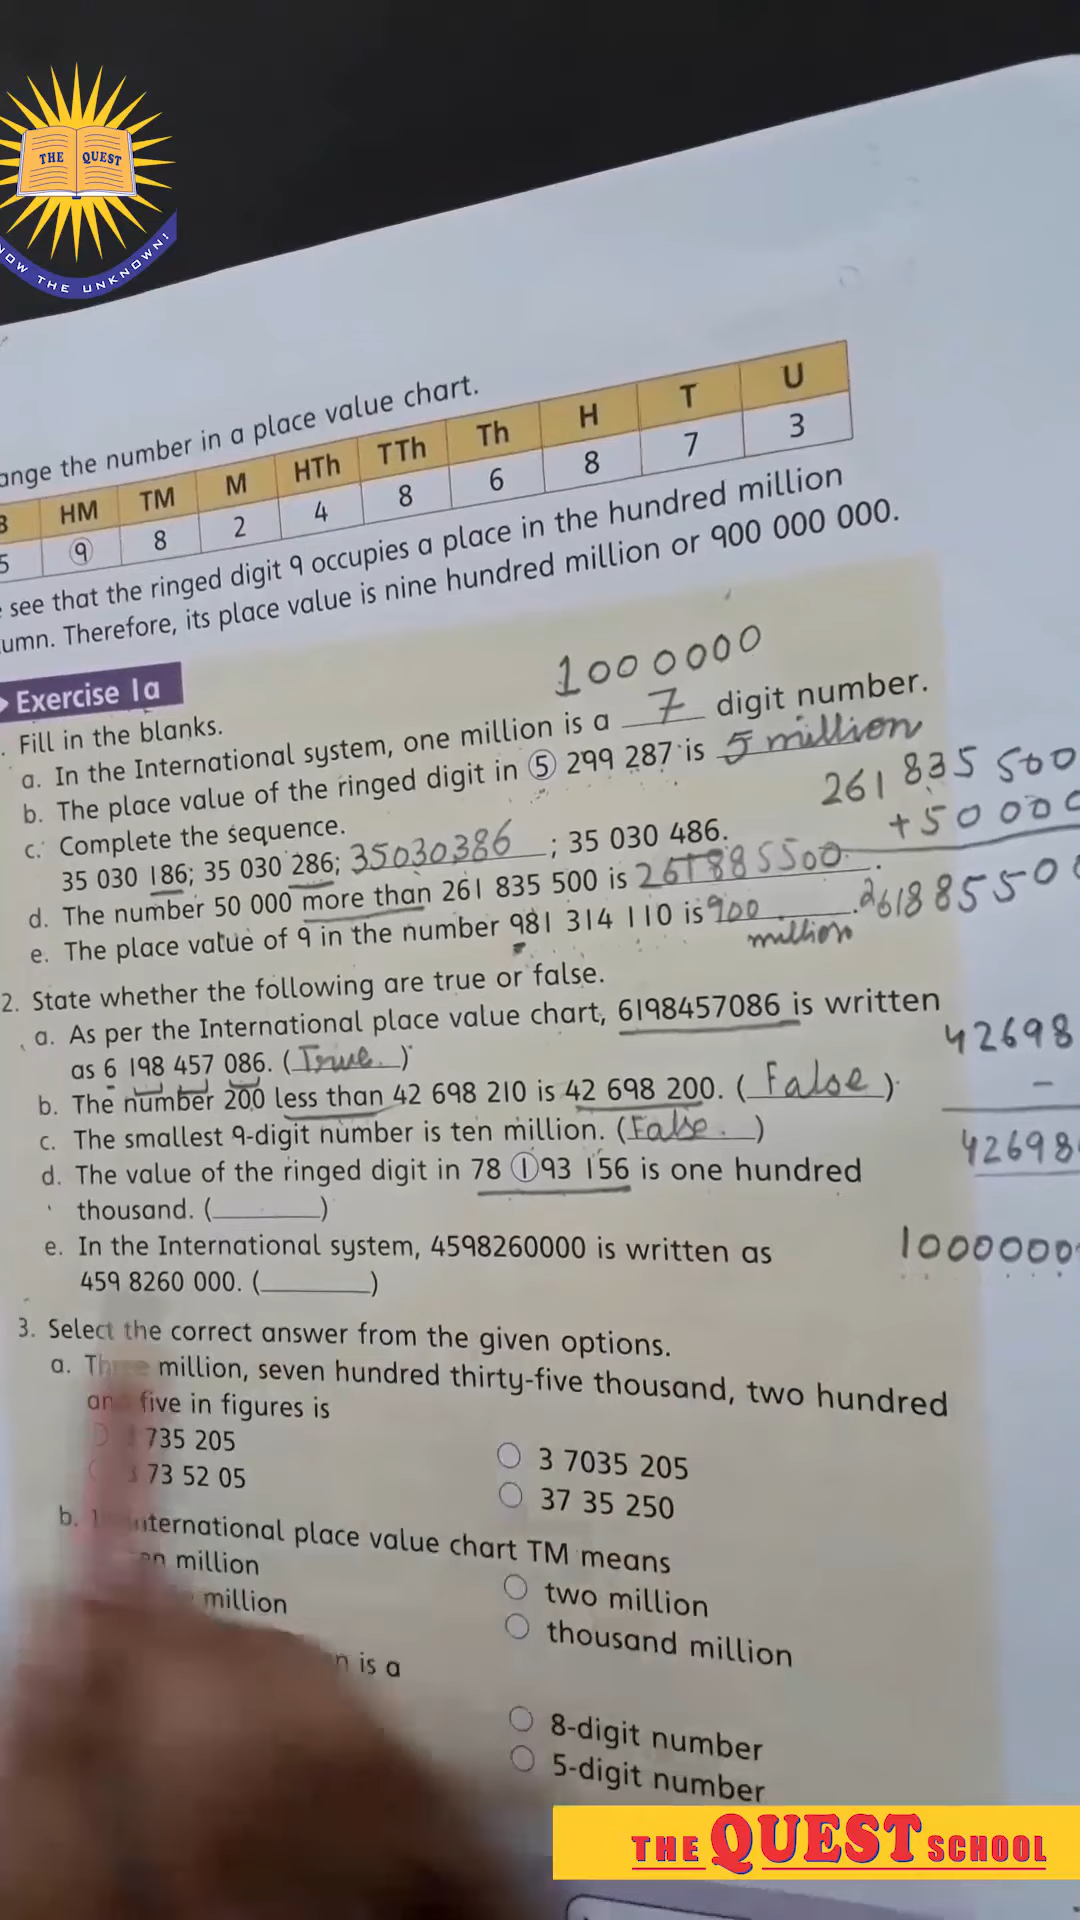 THE QUEST
NOW THE UNKNOWN!
ange the number in a place value chart.
HM TM M HTh TTh Th H T U
5 9 8 2 4 8 6 8 7 3
see that the ringed digit 9 occupies a place in the hundred million
umn. Therefore, its place value is nine hundred million or 900 000 000.
Exercise 1a
1000000
Fill in the blanks.
a. In the International system, one million is a 7 digit number.
b. The place value of the ringed digit in ⑤ 299 287 is 5 million
c. Complete the sequence.
35 030 186; 35 030 286; 35030386; 35 030 486.
261 835 500
+50 000
261885500
d. The number 50 000 more than 261 835 500 is 261885500.
e. The place value of 9 in the number 981 314 110 is 900 million.
2. State whether the following are true or false.
a. As per the International place value chart, 6198457086 is written
as 6 198 457 086. (True)
b. The number 200 less than 42 698 210 is 42 698 200. (False)
42698
-
42698
c. The smallest 9-digit number is ten million. (False.)
d. The value of the ringed digit in 78 ①93 156 is one hundred
thousand. (______)
e. In the International system, 4598260000 is written as
459 8260 000. (______)
1000000
3. Select the correct answer from the given options.
a. Three million, seven hundred thirty-five thousand, two hundred
and five in figures is
735 205
3 7035 205
3 73 52 05
37 35 250
b. International place value chart TM means
million
two million
million
thousand million
is a
8-digit number
5-digit number
THE QUEST SCHOOL